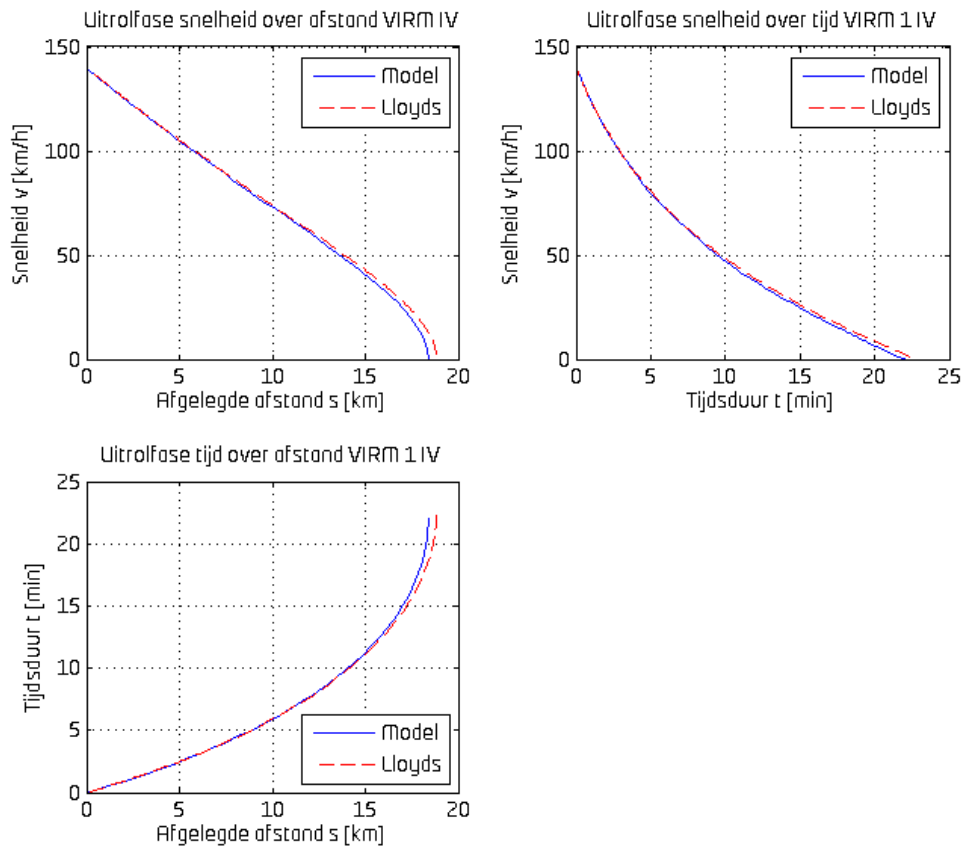 Uitrolfase snelheid over afstand VIRM IV
150
100
50
0
Snelheid v [km/h]
Model
Lloyds
0 5 10 15 20
Afgelegde afstand s [km]
Uitrolfase snelheid over tijd VIRM 1 IV
150
100
50
0
Snelheid v [km/h]
Model
Lloyds
0 5 10 15 20 25
Tijdsduur t [min]
Uitrolfase tijd over afstand VIRM 1 IV
25
20
15
10
5
0
Tijdsduur t [min]
Model
Lloyds
0 5 10 15 20
Afgelegde afstand s [km]